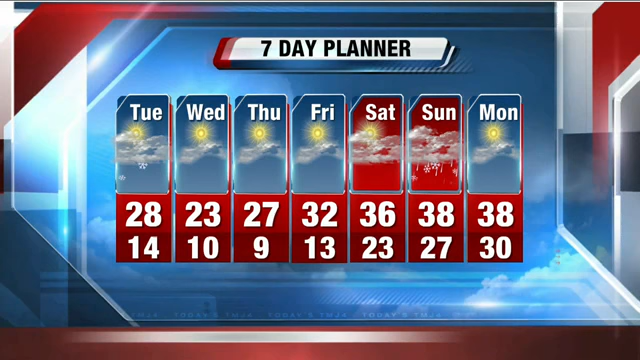 7 DAY PLANNER
Tue Wed Thu Fri Sat Sun Mon
28 23 27 32 36 38 38
14 10 9 13 23 27 30